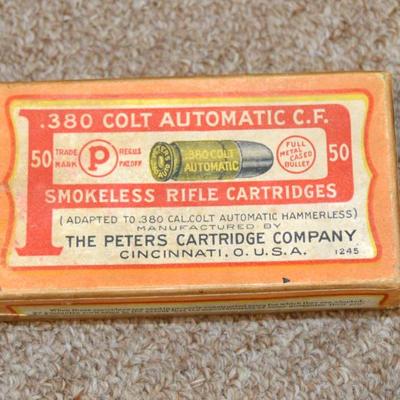 .380 COLT AUTOMATIC C.F.
50
TRADE MARK
P
REG.U.S. PAT.OFF.
.380 COLT AUTOMATIC
FULL METAL CASED BULLET
50
SMOKELESS RIFLE CARTRIDGES
(ADAPTED TO .380 CAL.COLT AUTOMATIC HAMMERLESS)
MANUFACTURED BY
THE PETERS CARTRIDGE COMPANY
CINCINNATI, O. U.S.A.
1245